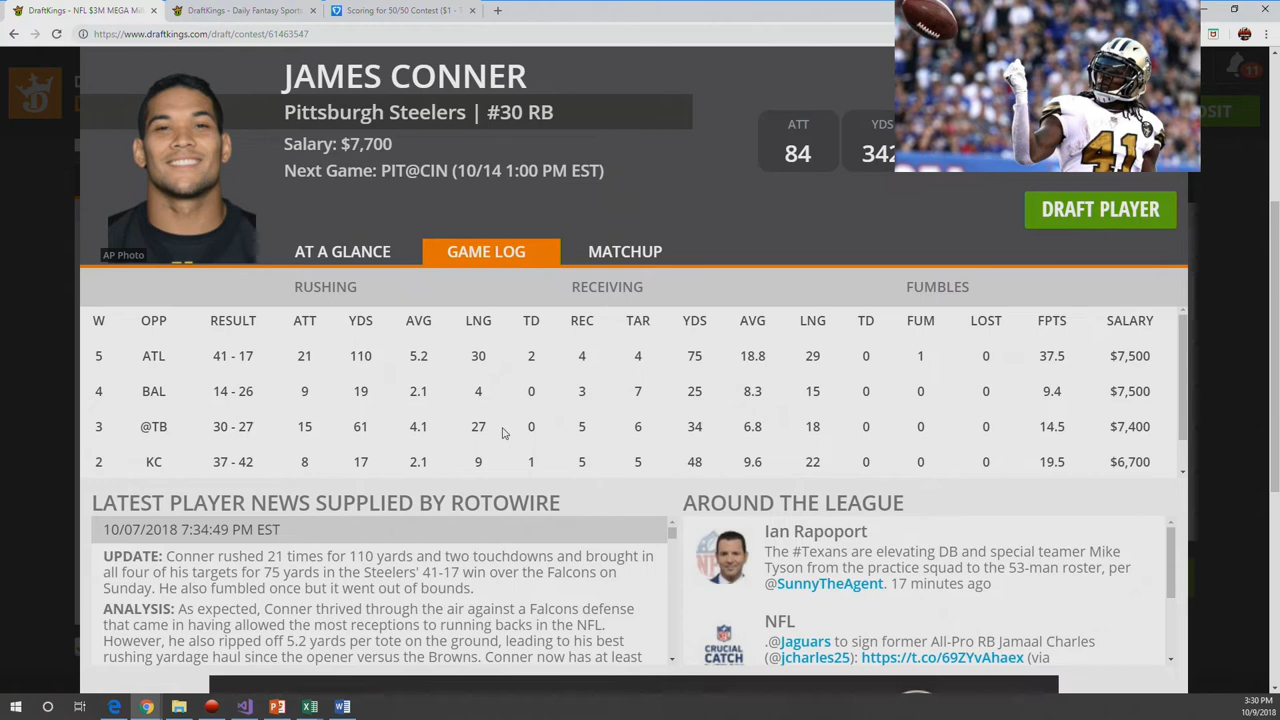 DraftKings - NFL $3M MEGA Mil
DraftKings - Daily Fantasy Sports
Scoring for 50/50 Contest ($1 - T
https://www.draftkings.com/draft/contest/61463547
JAMES CONNER
Pittsburgh Steelers | #30 RB
Salary: $7,700
Next Game: PIT@CIN (10/14 1:00 PM EST)
AP Photo
ATT
84
YDS
342
41
11
DRAFT PLAYER
AT A GLANCE GAME LOG MATCHUP
RUSHING RECEIVING FUMBLES
W OPP RESULT ATT YDS AVG LNG TD REC TAR YDS AVG LNG TD FUM LOST FPTS SALARY
5 ATL 41 - 17 21 110 5.2 30 2 4 4 75 18.8 29 0 1 0 37.5 $7,500
4 BAL 14 - 26 9 19 2.1 4 0 3 7 25 8.3 15 0 0 0 9.4 $7,500
3 @TB 30 - 27 15 61 4.1 27 0 5 6 34 6.8 18 0 0 0 14.5 $7,400
2 KC 37 - 42 8 17 2.1 9 1 5 5 48 9.6 22 0 0 0 19.5 $6,700
LATEST PLAYER NEWS SUPPLIED BY ROTOWIRE
10/07/2018 7:34:49 PM EST
UPDATE: Conner rushed 21 times for 110 yards and two touchdowns and brought in
all four of his targets for 75 yards in the Steelers' 41-17 win over the Falcons on
Sunday. He also fumbled once but it went out of bounds.
ANALYSIS: As expected, Conner thrived through the air against a Falcons defense
that came in having allowed the most receptions to running backs in the NFL.
However, he also ripped off 5.2 yards per tote on the ground, leading to his best
rushing yardage haul since the opener versus the Browns. Conner now has at least
AROUND THE LEAGUE
Ian Rapoport
The #Texans are elevating DB and special teamer Mike
Tyson from the practice squad to the 53-man roster, per
@SunnyTheAgent. 17 minutes ago
NFL
.@Jaguars to sign former All-Pro RB Jamaal Charles
(@jcharles25): https://t.co/69ZYvAhaex (via
CRUCIAL
CATCH
3:30 PM
10/9/2018